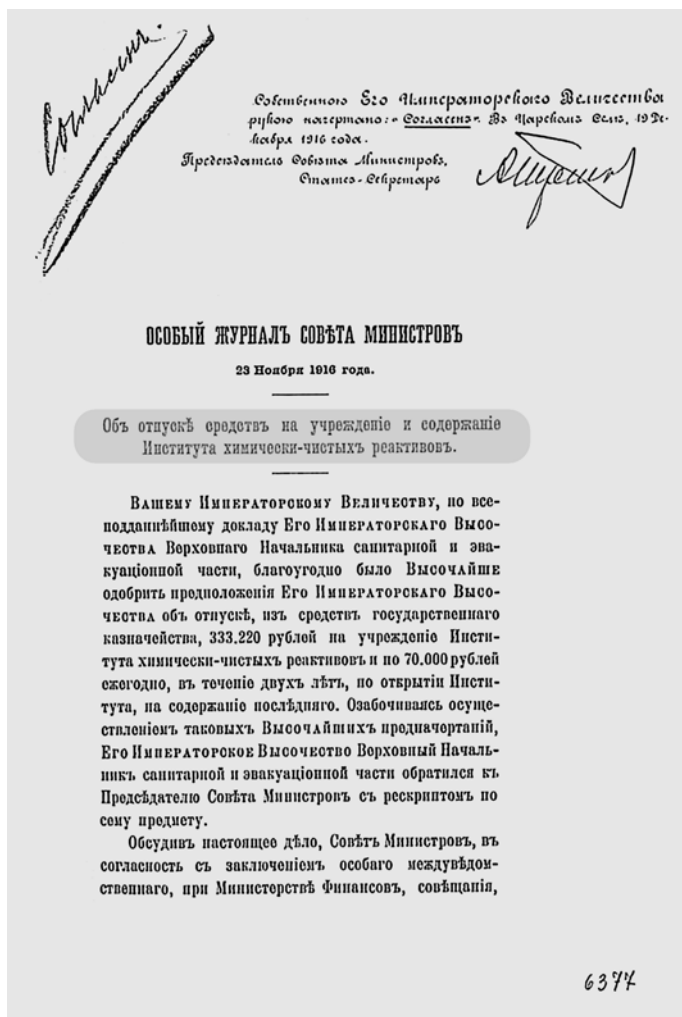 Согласенъ.
Собственною Его Императорскаго Величества
рукою начертано: „Согласенъ“. Въ Царскомъ Селѣ, 19 Де-
кабря 1916 года.
Предсѣдатель Совѣта Министровъ,
Статсъ-Секретарь
ОСОБЫЙ ЖУРНАЛЪ СОВѢТА МИНИСТРОВЪ
23 Ноября 1916 года.
Объ отпускѣ средствъ на учрежденіе и содержаніе
Института химически-чистыхъ реактивовъ.
ВАШЕМУ ИМПЕРАТОРСКОМУ ВЕЛИЧЕСТВУ, по все-
подданнѣйшему докладу Его ИМПЕРАТОРСКАГО ВЫСО-
ЧЕСТВА Верховнаго Начальника санитарной и эва-
куаціонной части, благоугодно было ВЫСОЧАЙШЕ
одобрить предположенія Его ИМПЕРАТОРСКАГО ВЫСО-
ЧЕСТВА объ отпускѣ, изъ средствъ государственнаго
казначейства, 333.220 рублей на учрежденіе Инсти-
тута химически-чистыхъ реактивовъ и по 70.000 рублей
ежегодно, въ теченіе двухъ лѣтъ, по открытіи Инсти-
тута, на содержаніе послѣдняго. Озабочиваясь осуще-
ствленіемъ таковыхъ ВЫСОЧАЙШИХЪ предначертаній,
Его ИМПЕРАТОРСКОЕ ВЫСОЧЕСТВО Верховный Началь-
никъ санитарной и эвакуаціонной части обратился къ
Предсѣдателю Совѣта Министровъ съ рескриптомъ по
сему предмету.
Обсудивъ настоящее дѣло, Совѣтъ Министровъ, въ
согласность съ заключеніемъ особаго междувѣдом-
ственнаго, при Министерствѣ Финансовъ, совѣщанія,
6377